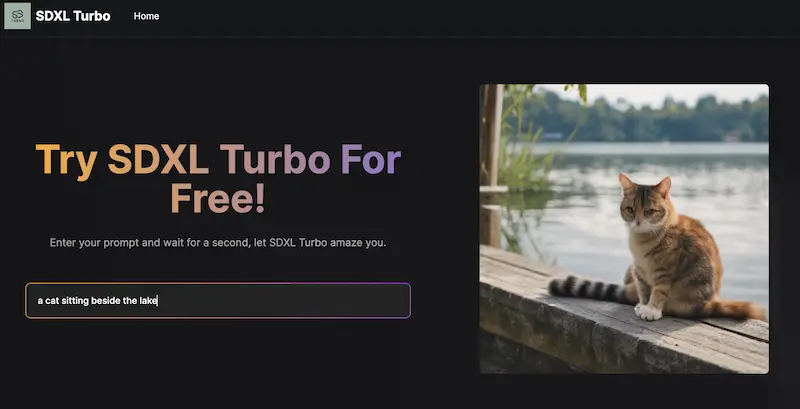 SDXL Turbo Home
Try SDXL Turbo For
Free!
Enter your prompt and wait for a second, let SDXL Turbo amaze you.
a cat sitting beside the lake